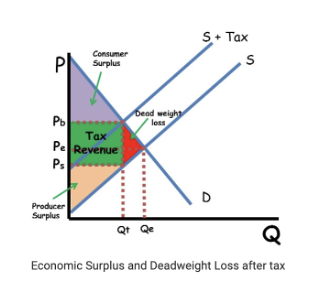 S + Tax
S
P
Consumer
Surplus
Pb
Dead weight
loss
Tax
Revenue
Pe
Ps
Producer
Surplus
D
Qt
Qe
Q
Economic Surplus and Deadweight Loss after tax